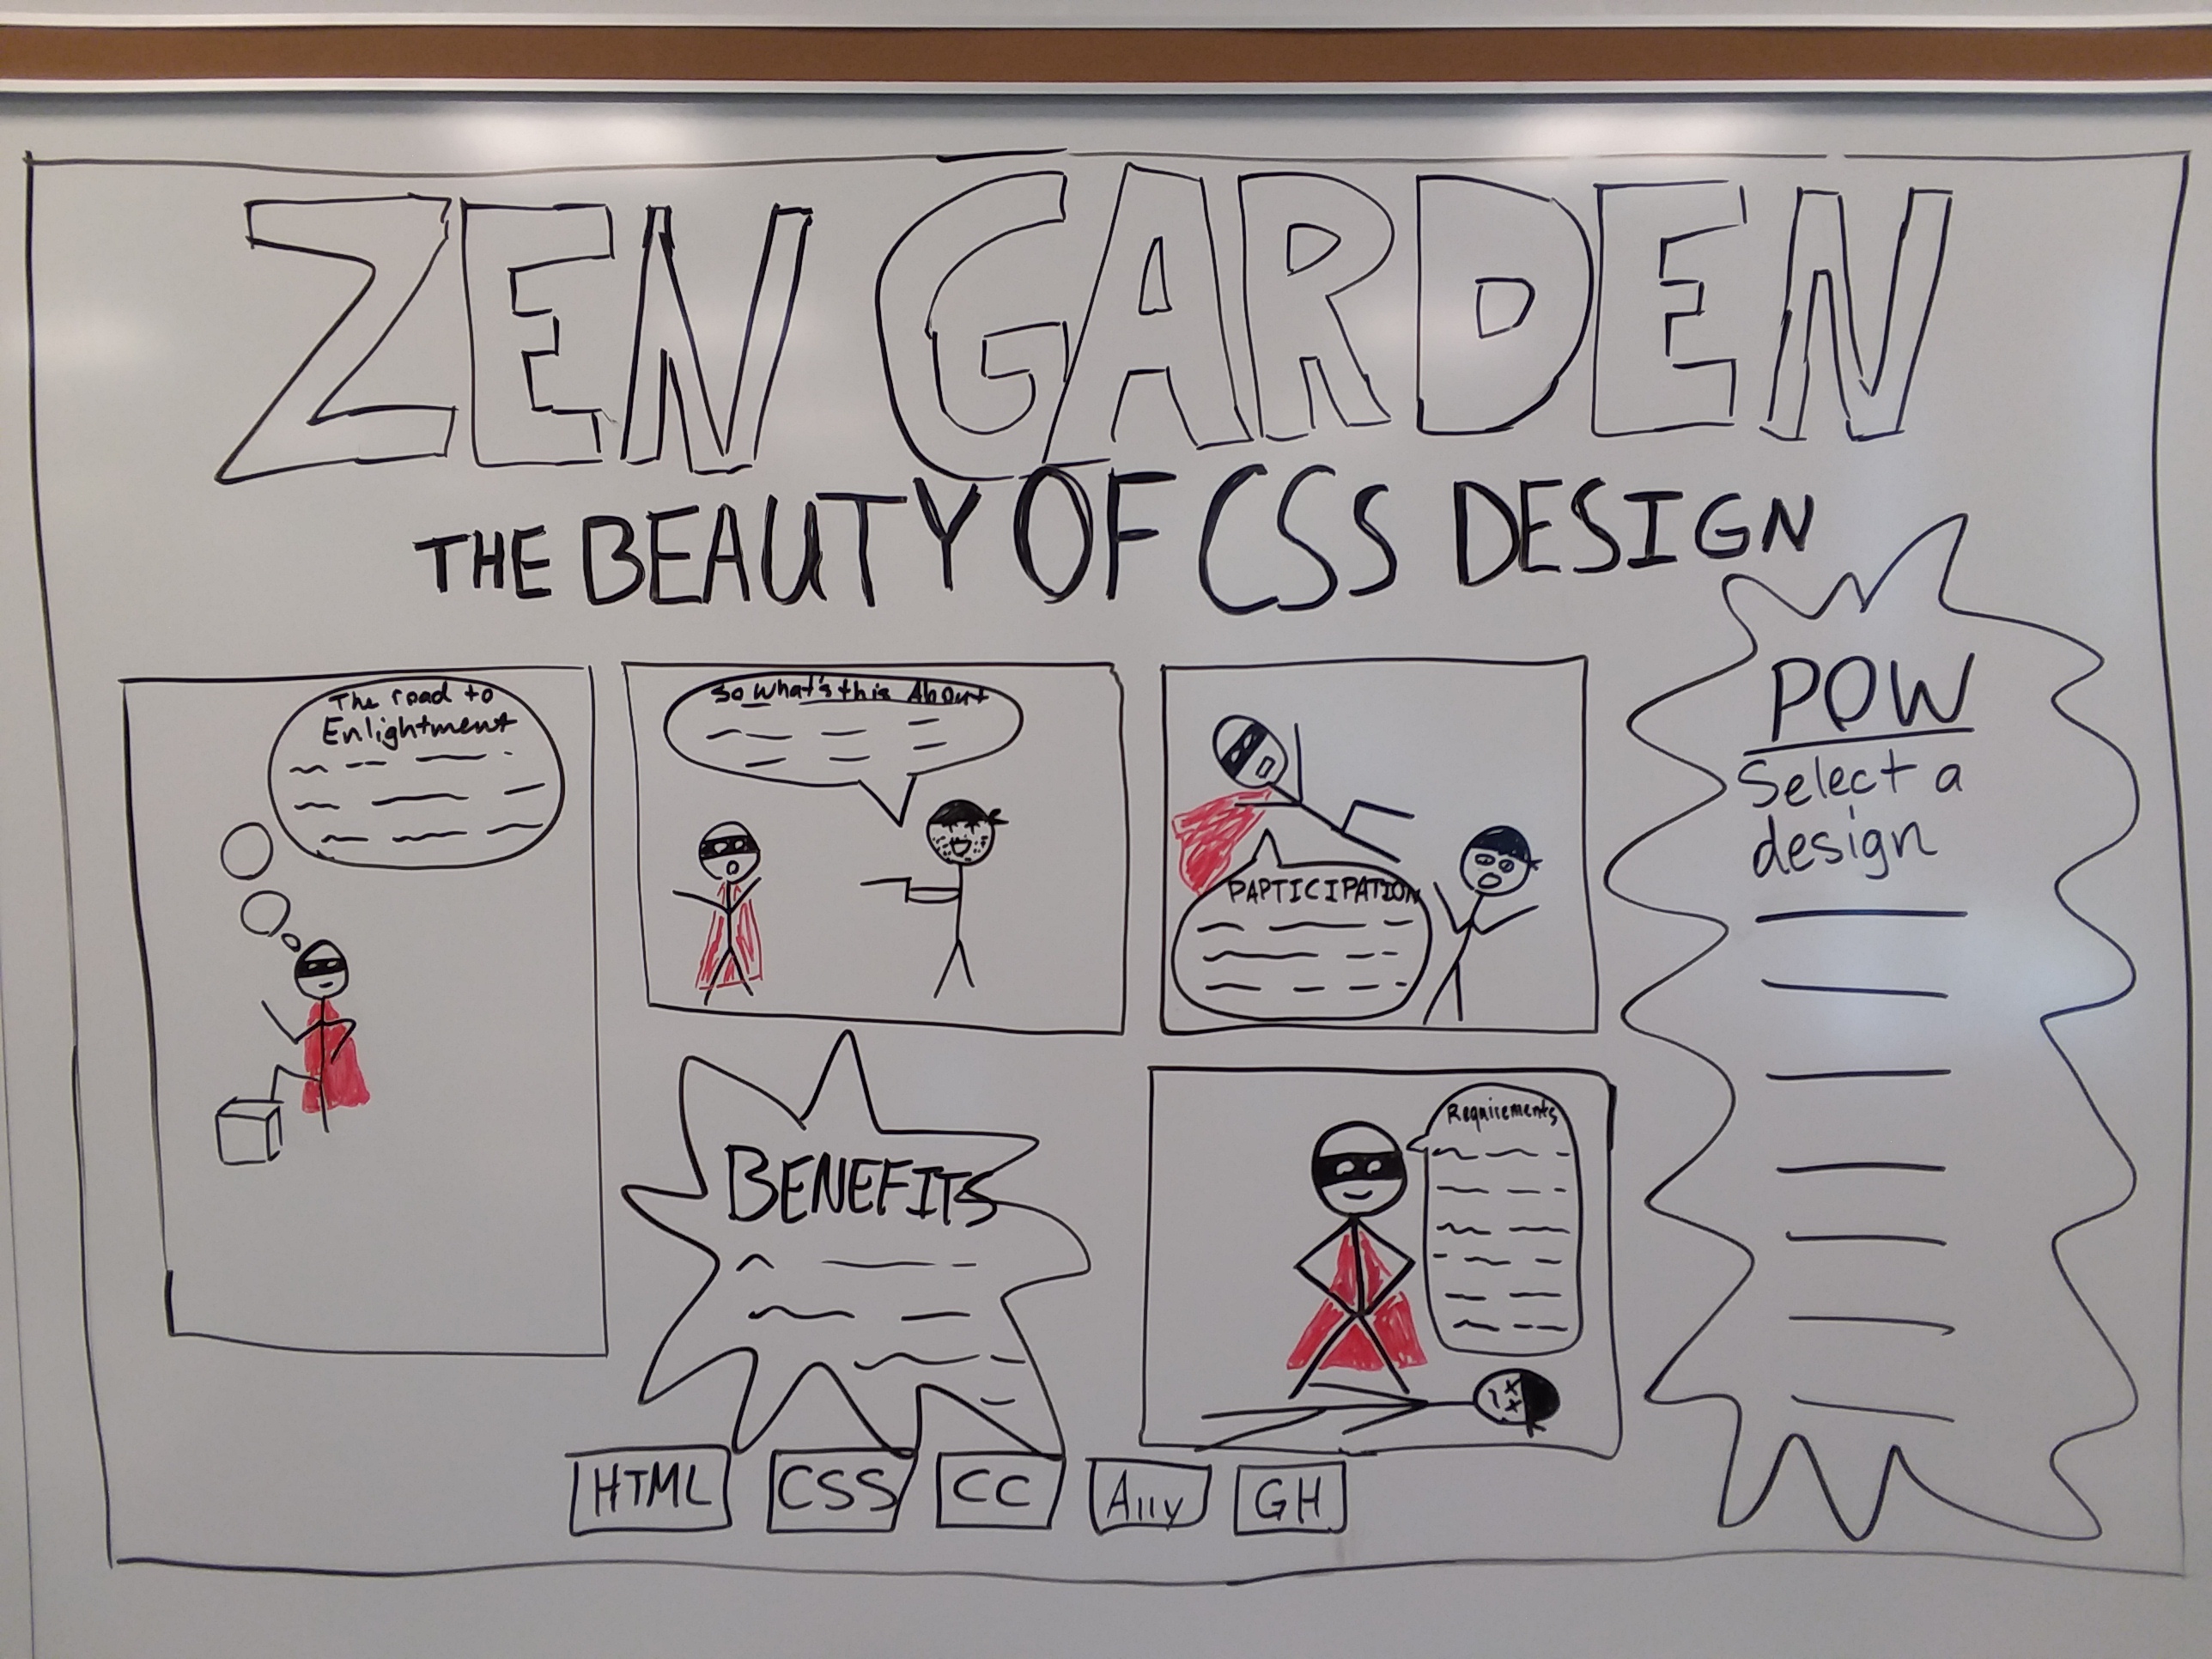 ZEN GARDEN
THE BEAUTY OF CSS DESIGN
The road to
Enlightment
So what's this About
PAPTICIPATION
POW
Select a
design
BENEFITS
Requirements
HTML
CSS
CC
A11y
GH